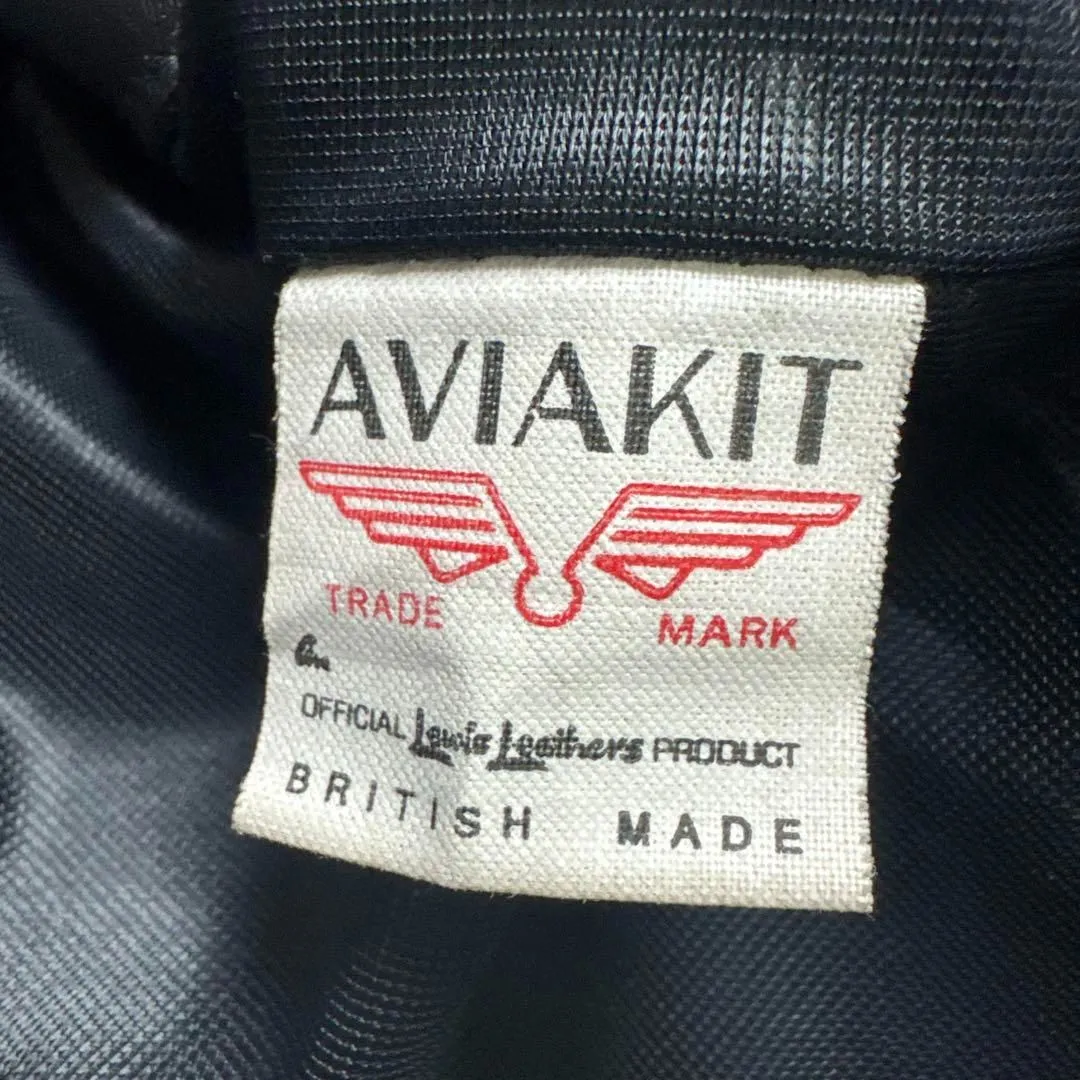 AVIAKIT
TRADE MARK
An
OFFICIAL Lewis Leathers PRODUCT
BRITISH MADE